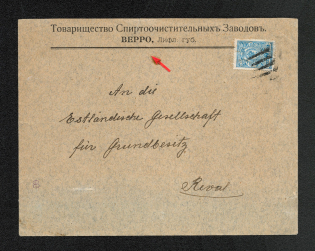 Товарищество Спиртоочистительныхъ Заводовъ.
ВЕРРО, Лифл. губ.
An die
Estländische Gesellschaft
für Grundbesitz
Reval